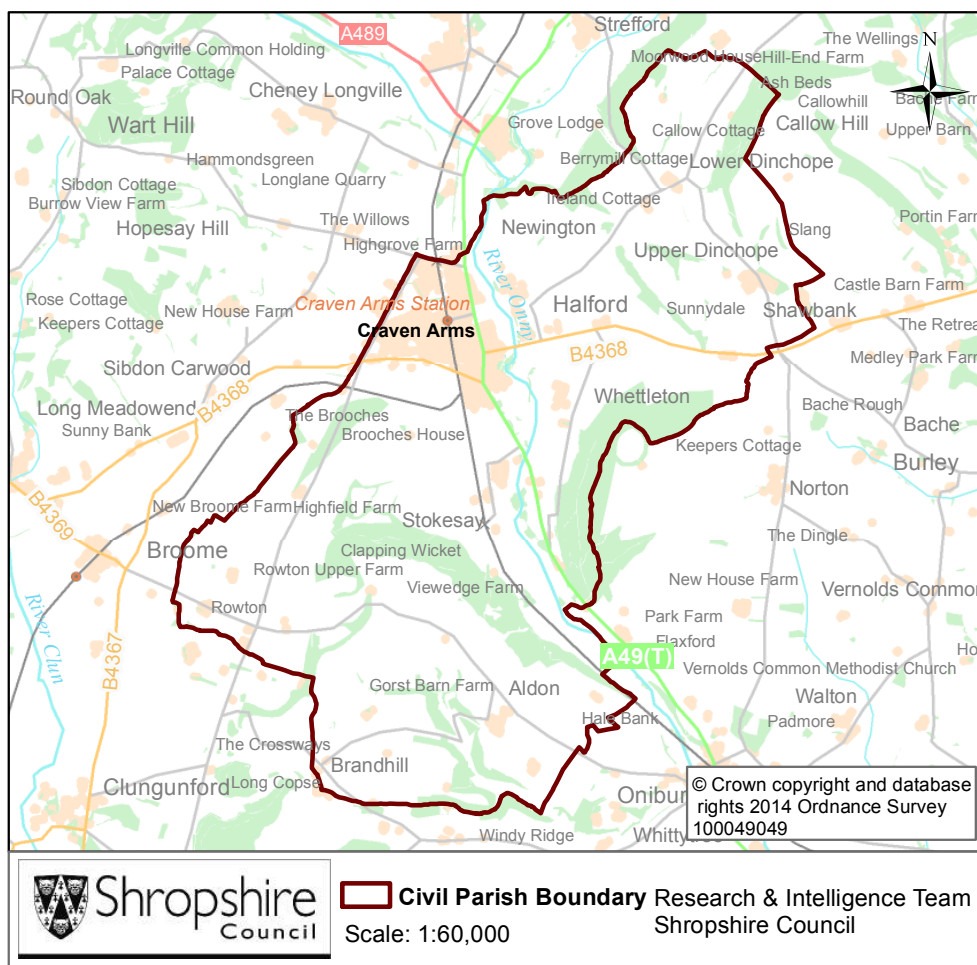 Strefford
A489
The Wellings
N
Longville Common Holding
Moorwood House
Hill-End Farm
Palace Cottage
Cheney Longville
Ash Beds
Round Oak
Callowhill
Wart Hill
Grove Lodge
Callow Cottage
Callow Hill
Upper Barn
Hammondsgreen
Berrymill Cottage
Lower Dinchope
Longlane Quarry
Sibdon Cottage
Burrow View Farm
Ireland Cottage
The Willows
Portin Farm
Hopesay Hill
Newington
Slang
Highgrove Farm
Upper Dinchope
River Onny
Castle Barn Farm
Rose Cottage
Craven Arms Station
Halford
New House Farm
Sunnydale
Shawbank
Keepers Cottage
Craven Arms
The Retrea
B4368
Medley Park Farm
Sibdon Carwood
B4368
Whettleton
Long Meadowend
The Brooches
Bache Rough
Sunny Bank
Brooches House
Bache
Keepers Cottage
Burley
Norton
B4369
New Broome Farm
Highfield Farm
Stokesay
The Dingle
Broome
Clapping Wicket
Rowton Upper Farm
New House Farm
Viewedge Farm
Vernolds Common
Rowton
Park Farm
River Clun
Flaxford
A49(T)
B4367
Vernolds Common Methodist Church
Gorst Barn Farm
Aldon
Walton
Hale Bank
Padmore
The Crossways
Brandhill
Long Copse
Clungunford
Onibur
Windy Ridge
© Crown copyright and database
rights 2014 Ordnance Survey
100049049
Shropshire
Council
Civil Parish Boundary
Scale: 1:60,000
Research & Intelligence Team
Shropshire Council